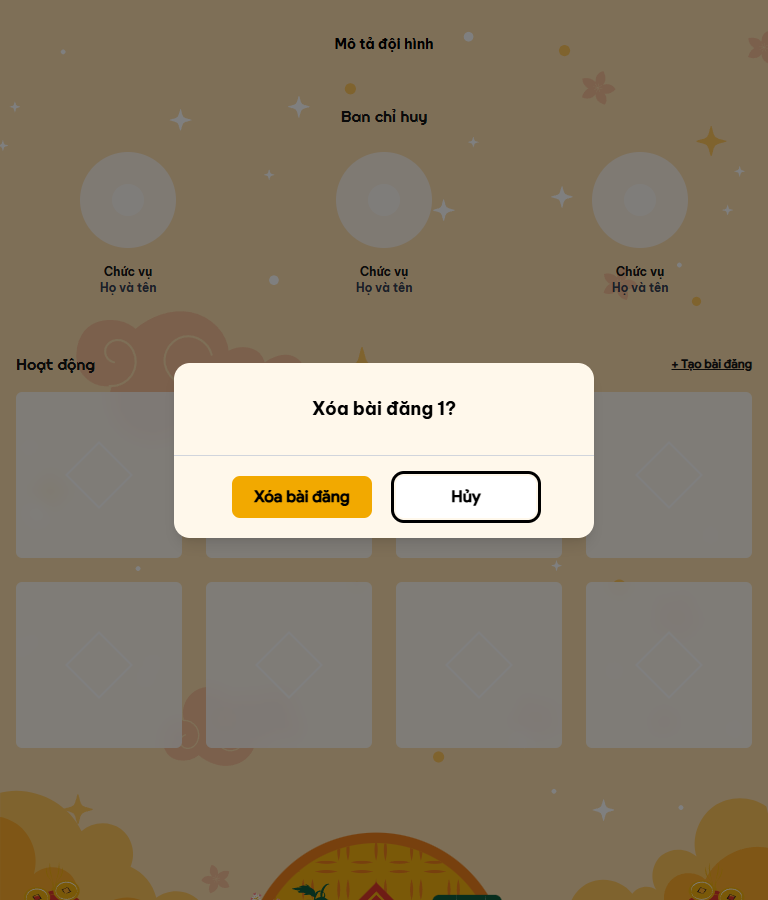 Mô tả đội hình
Ban chỉ huy
Chức vụ
Họ và tên
Chức vụ
Họ và tên
Chức vụ
Họ và tên
Hoạt động
+ Tạo bài đăng
Xóa bài đăng 1?
Xóa bài đăng
Hủy